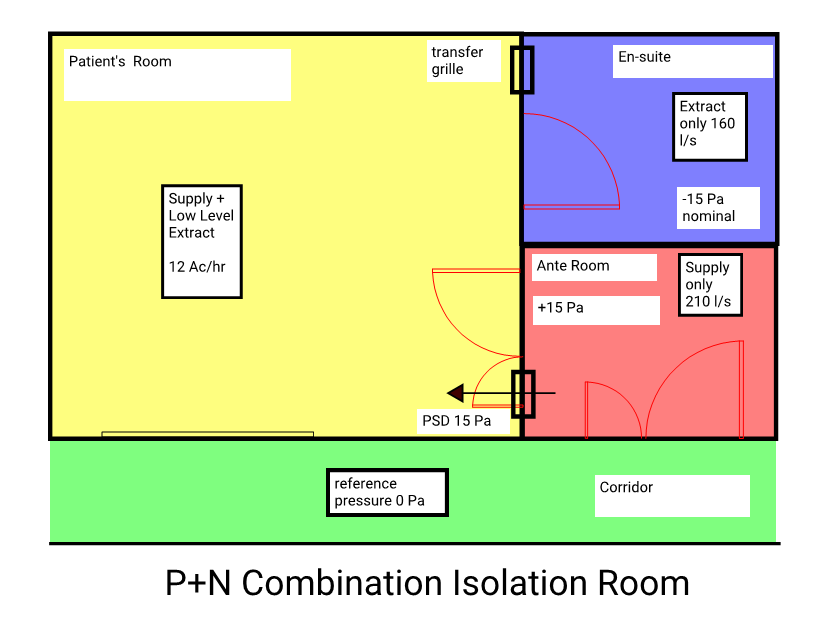 Patient's  Room
transfer
grille
En-suite
Extract
only 160
l/s
-15 Pa
nominal
Supply +
Low Level
Extract
12 Ac/hr
Ante Room
+15 Pa
Supply
only
210 l/s
PSD 15 Pa
reference
pressure 0 Pa
Corridor
P+N Combination Isolation Room